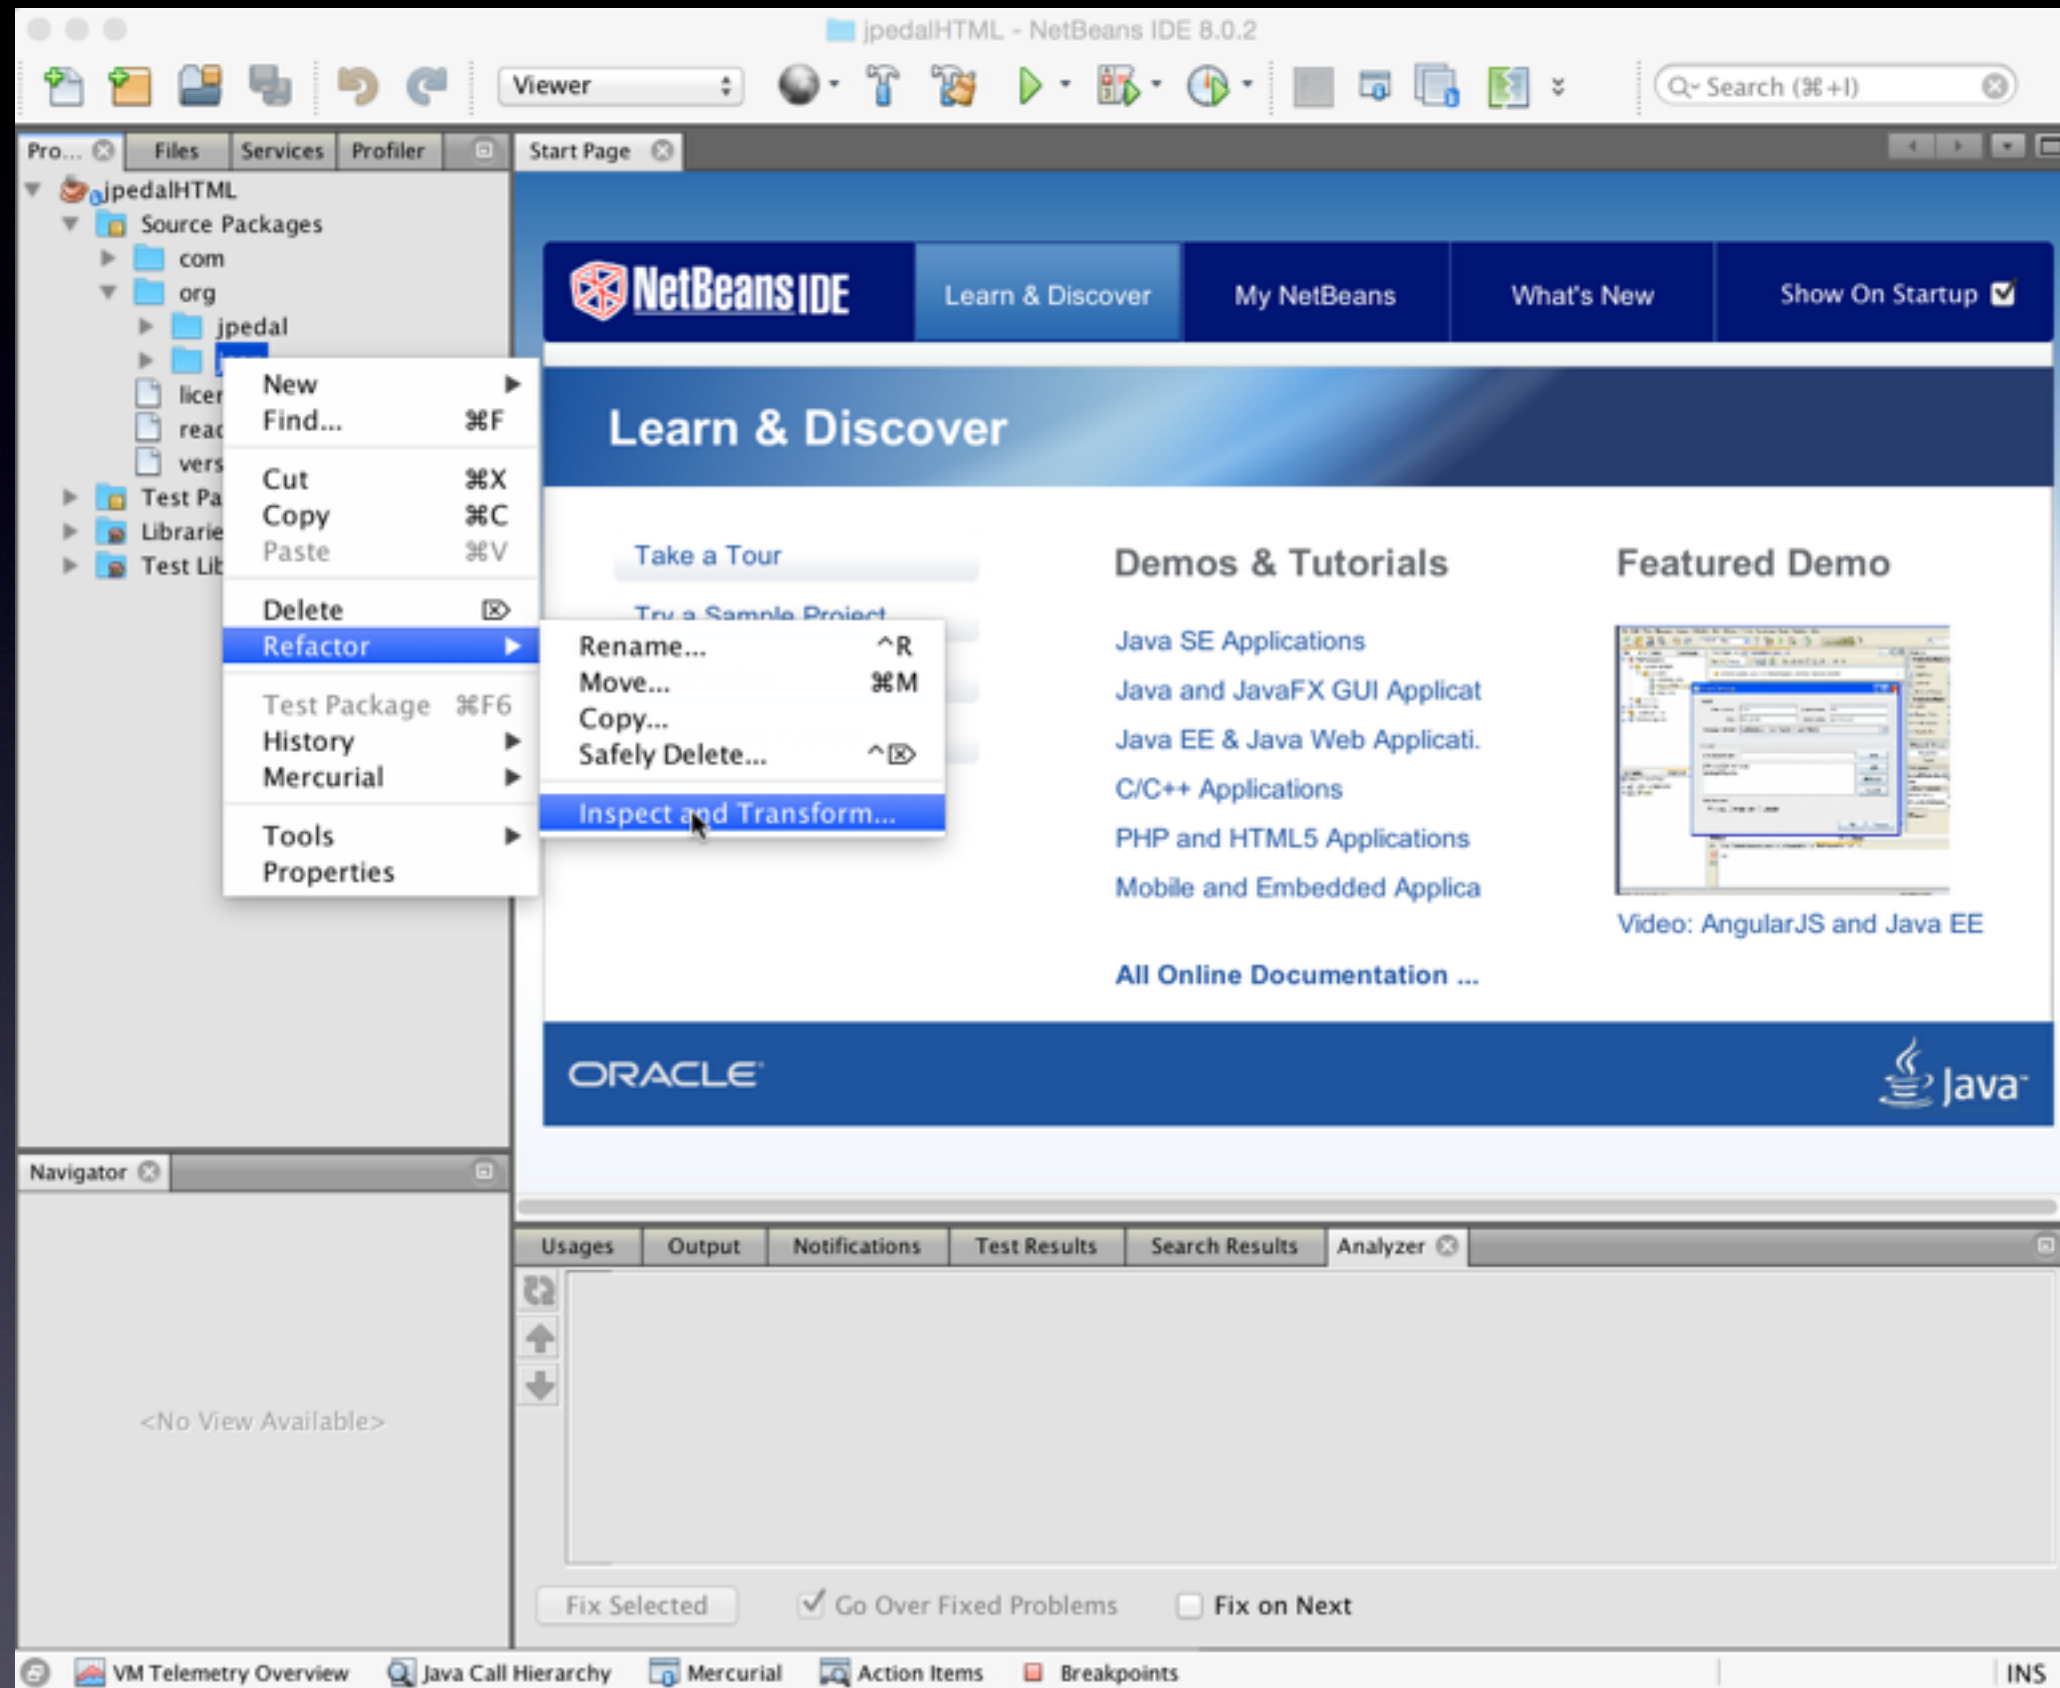 jpedalHTML - NetBeans IDE 8.0.2
Viewer
Search (⌘+I)
Pro...
Files
Services
Profiler
Start Page
jpedalHTML
Source Packages
com
org
jpedal
licen
read
vers
Test Pa
Librarie
Test Lib
New
Find... ⌘F
Cut ⌘X
Copy ⌘C
Paste ⌘V
Delete ⌦
Refactor
Test Package ⌘F6
History
Mercurial
Tools
Properties
Rename... ^R
Move... ⌘M
Copy...
Safely Delete... ^⌦
Inspect and Transform...
NetBeans IDE
Learn & Discover
My NetBeans
What's New
Show On Startup
Learn & Discover
Take a Tour
Try a Sample Project
Demos & Tutorials
Java SE Applications
Java and JavaFX GUI Applicat
Java EE & Java Web Applicati.
C/C++ Applications
PHP and HTML5 Applications
Mobile and Embedded Applica
All Online Documentation ...
Featured Demo
Video: AngularJS and Java EE
ORACLE
Java
Navigator
<No View Available>
Usages
Output
Notifications
Test Results
Search Results
Analyzer
Fix Selected
Go Over Fixed Problems
Fix on Next
VM Telemetry Overview
Java Call Hierarchy
Mercurial
Action Items
Breakpoints
INS